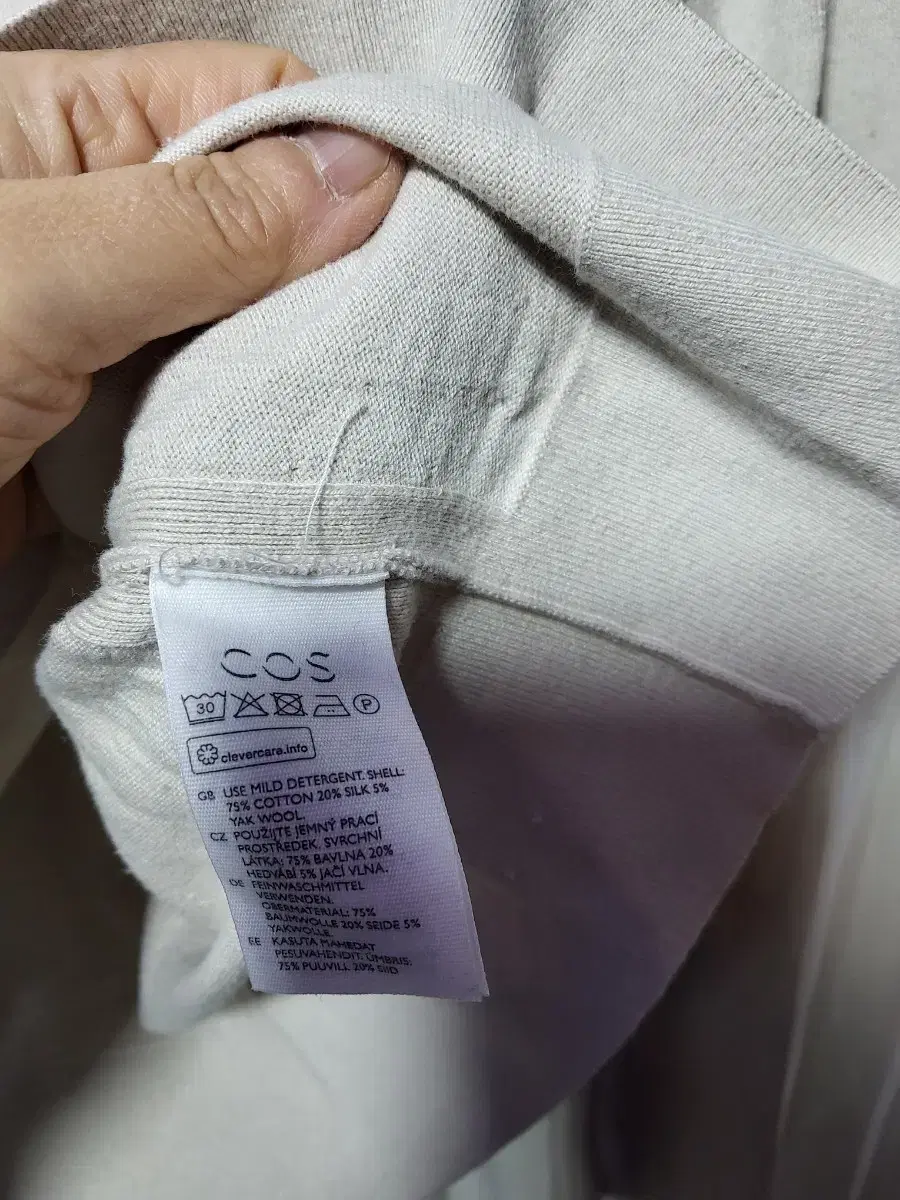 COS
30 P
clevercare.info
GB USE MILD DETERGENT. SHELL:
75% COTTON 20% SILK 5%
YAK WOOL.
CZ POUŽIJTE JEMNÝ PRACÍ
PROSTŘEDEK. SVRCHNÍ
LÁTKA: 75% BAVLNA 20%
HEDVÁBÍ 5% JAČÍ VLNA.
DE FEINWASCHMITTEL
VERWENDEN.
OBERMATERIAL: 75%
BAUMWOLLE 20% SEIDE 5%
YAKWOLLE.
EE KASUTA MAHEDAT
PESUVAHENDIT. ÜMBRIS:
75% PUUVILL 20% SIID